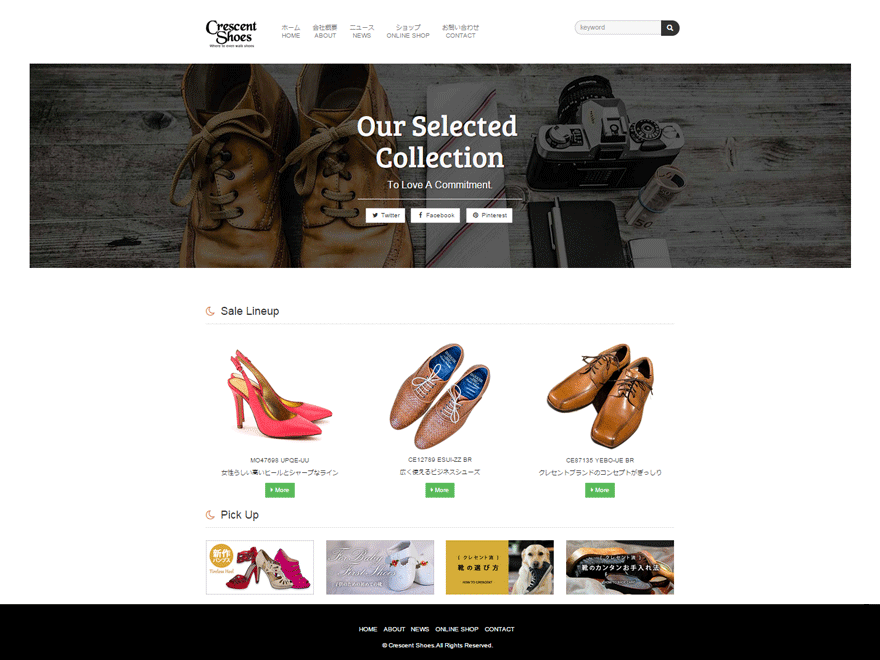 Crescent
Shoes
ホーム 会社概要 ニュース ショップ お問い合わせ
HOME ABOUT NEWS ONLINE SHOP CONTACT
keyword
Our Selected
Collection
To Love A Commitment.
Twitter Facebook Pinterest
Sale Lineup
MO47693 UPQE-UU
女性らしい高いヒールとシャープなライン
More
CE12789 ESUI-ZZ BR
広く使えるビジネスシューズ
More
CE87135 YEBO-UE BR
クレセントブランドのコンセプトがぎっしり
More
Pick Up
新作
パンプス
To Baby
First Shoes
( クレセント流 )
靴の選び方
HOW TO CRESCENT
( クレセント流 )
靴のカンタンお手入れ法
HOME ABOUT NEWS ONLINE SHOP CONTACT
© Crescent Shoes.All Rights Reserved.